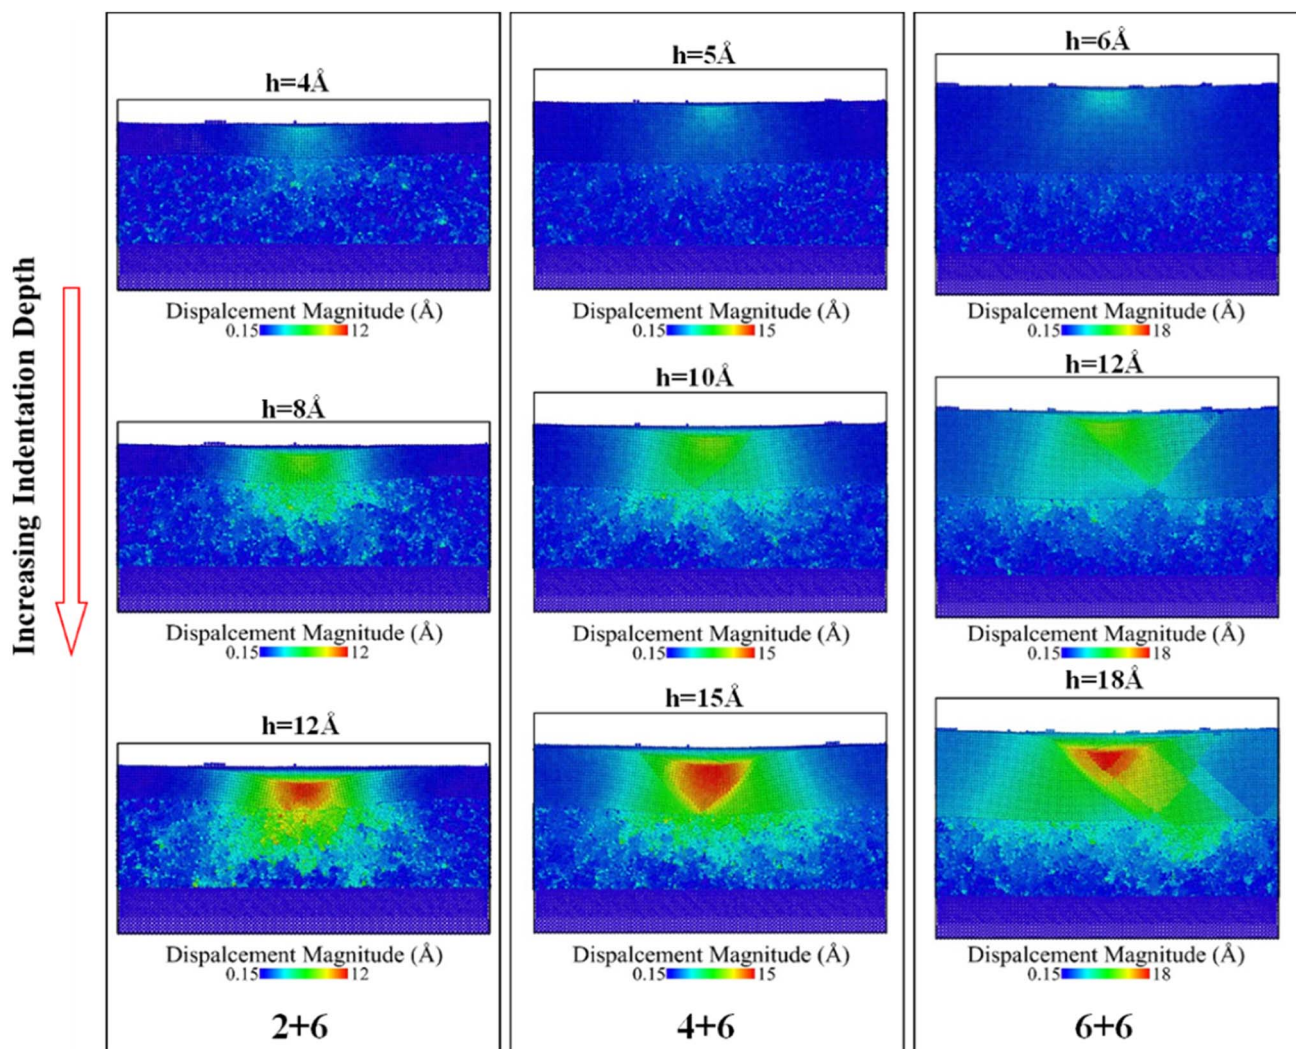 Increasing Indentation Depth
h=4Å
Dispalcement Magnitude (Å)
0.15 12
h=8Å
Dispalcement Magnitude (Å)
0.15 12
h=12Å
Dispalcement Magnitude (Å)
0.15 12
2+6
h=5Å
Dispalcement Magnitude (Å)
0.15 15
h=10Å
Dispalcement Magnitude (Å)
0.15 15
h=15Å
Dispalcement Magnitude (Å)
0.15 15
4+6
h=6Å
Dispalcement Magnitude (Å)
0.15 18
h=12Å
Dispalcement Magnitude (Å)
0.15 18
h=18Å
Dispalcement Magnitude (Å)
0.15 18
6+6